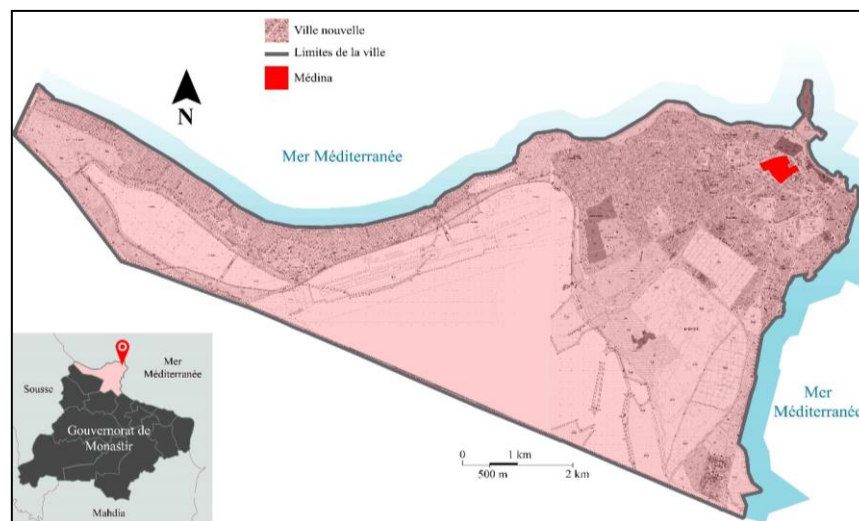 Ville nouvelle
Limites de la ville
Médina
N
Mer Méditerranée
Mer
Méditerranée
Sousse
Mer
Méditerranée
Gouvernorat de
Monastir
Mahdia
0 1 km
500 m 2 km